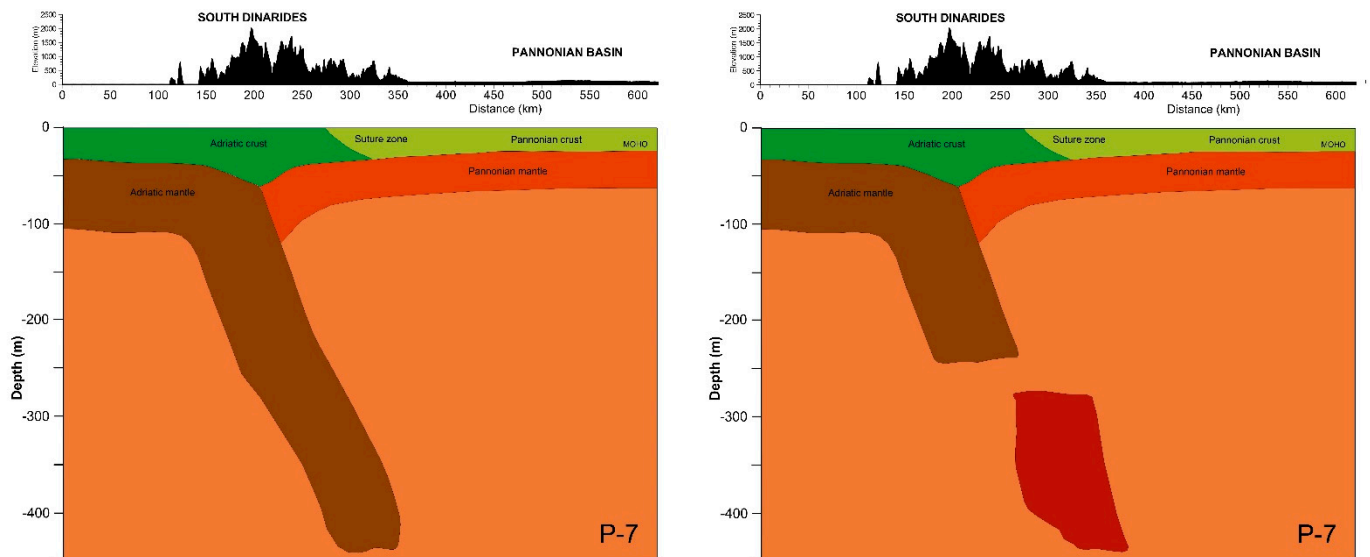 SOUTH DINARIDES
PANNONIAN BASIN
Elevation (m)
2500
2000
1500
1000
500
0
0 50 100 150 200 250 300 350 400 450 500 550 600
Distance (km)
0
-100
-200
-300
-400
Depth (m)
Adriatic crust
Suture zone
Pannonian crust
MOHO
Pannonian mantle
Adriatic mantle
P-7
SOUTH DINARIDES
PANNONIAN BASIN
Elevation (m)
2500
2000
1500
1000
500
0
0 50 100 150 200 250 300 350 400 450 500 550 600
Distance (km)
0
-100
-200
-300
-400
Depth (m)
Adriatic crust
Suture zone
Pannonian crust
MOHO
Pannonian mantle
Adriatic mantle
P-7